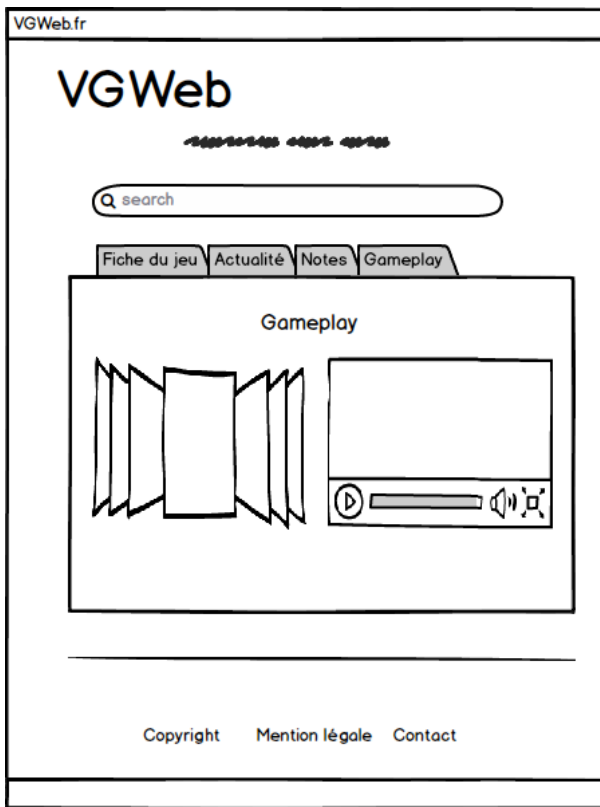 VGWeb.fr
VGWeb
search
Fiche du jeu Actualité Notes Gameplay
Gameplay
Copyright Mention légale Contact